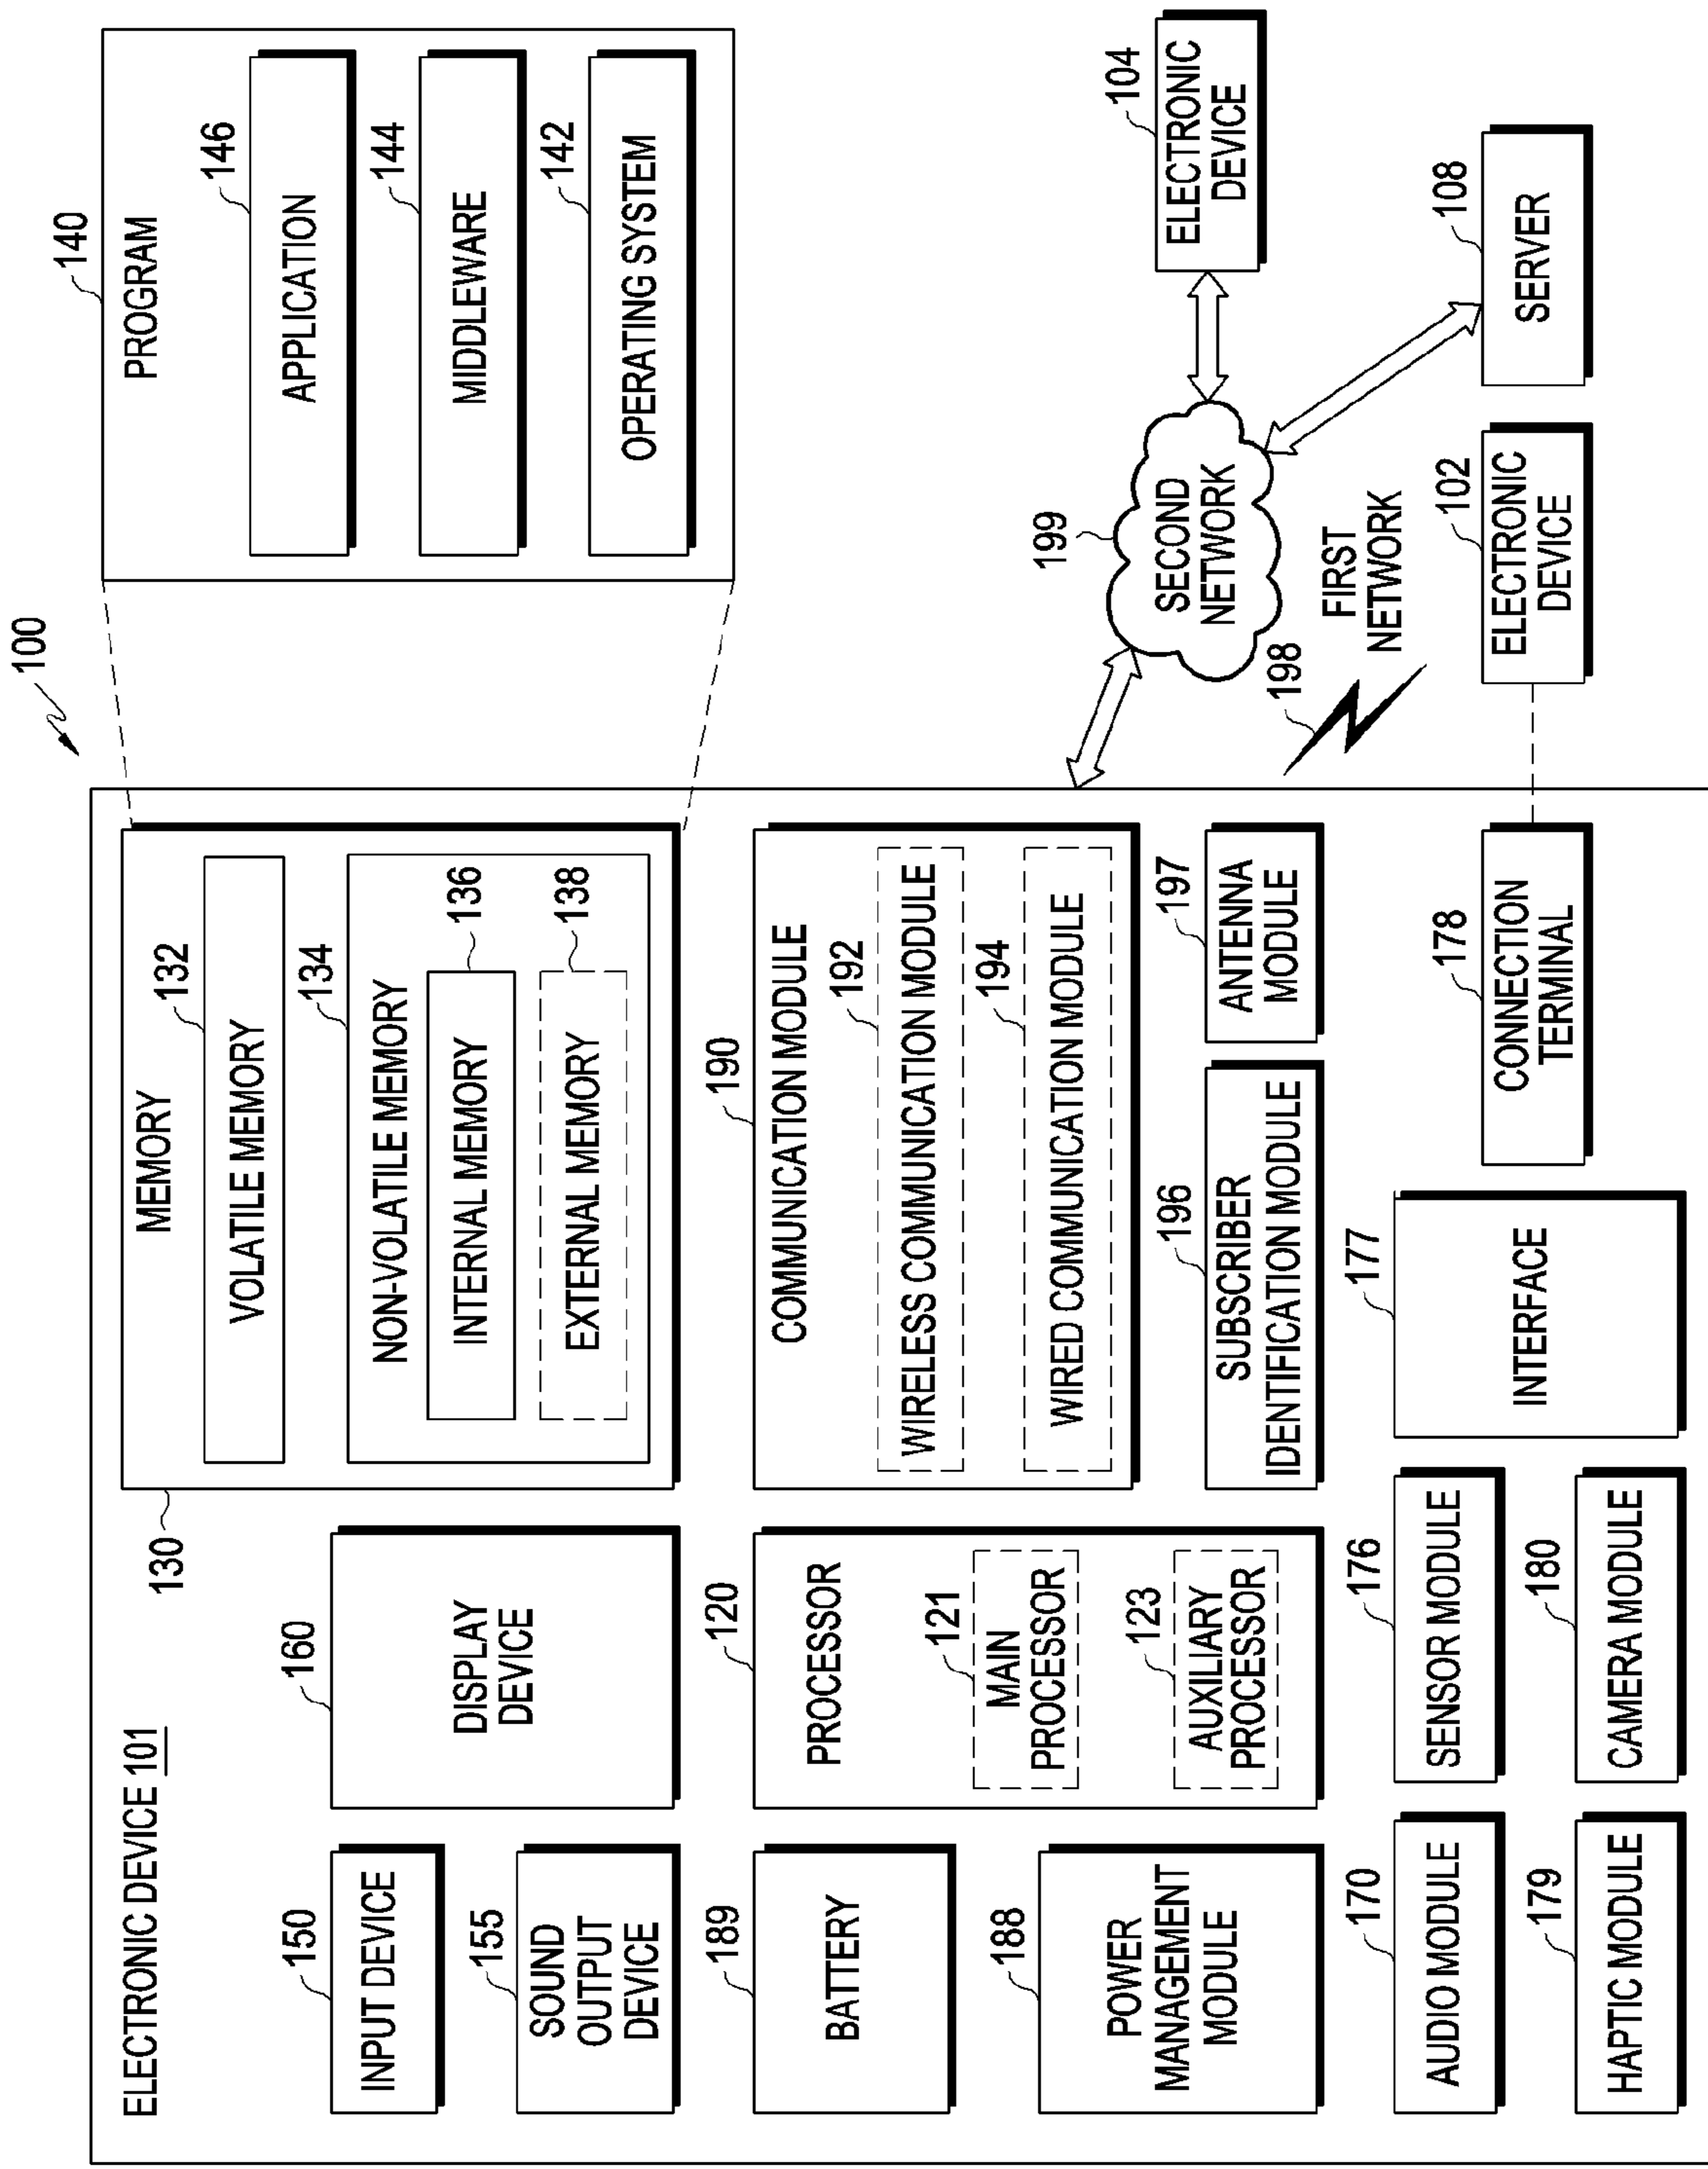 100
ELECTRONIC DEVICE 101
150
INPUT DEVICE
155
SOUND
OUTPUT
DEVICE
160
DISPLAY
DEVICE
130
MEMORY
132
VOLATILE MEMORY
134
NON-VOLATILE MEMORY
136
INTERNAL MEMORY
138
EXTERNAL MEMORY
140
PROGRAM
146
APPLICATION
144
MIDDLEWARE
142
OPERATING SYSTEM
189
BATTERY
188
POWER
MANAGEMENT
MODULE
120
PROCESSOR
121
MAIN
PROCESSOR
123
AUXILIARY
PROCESSOR
190
COMMUNICATION MODULE
192
WIRELESS COMMUNICATION MODULE
194
WIRED COMMUNICATION MODULE
196
SUBSCRIBER
IDENTIFICATION MODULE
197
ANTENNA
MODULE
199
SECOND
NETWORK
104
ELECTRONIC
DEVICE
198
FIRST
NETWORK
108
SERVER
102
ELECTRONIC
DEVICE
170
AUDIO MODULE
176
SENSOR MODULE
177
INTERFACE
178
CONNECTION
TERMINAL
179
HAPTIC MODULE
180
CAMERA MODULE